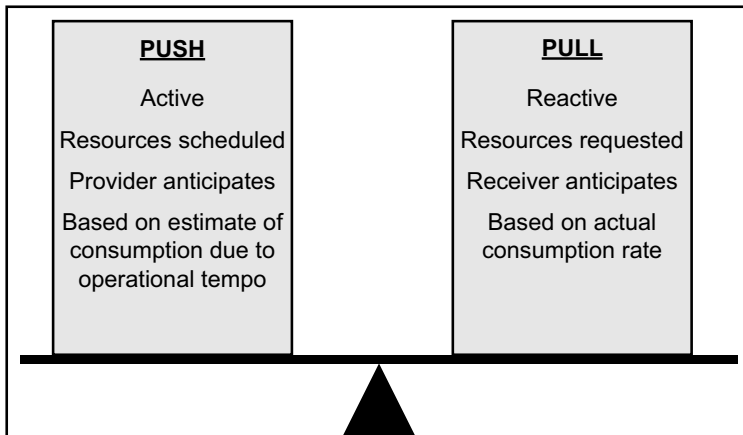 PUSH
Active
Resources scheduled
Provider anticipates
Based on estimate of
consumption due to
operational tempo
PULL
Reactive
Resources requested
Receiver anticipates
Based on actual
consumption rate